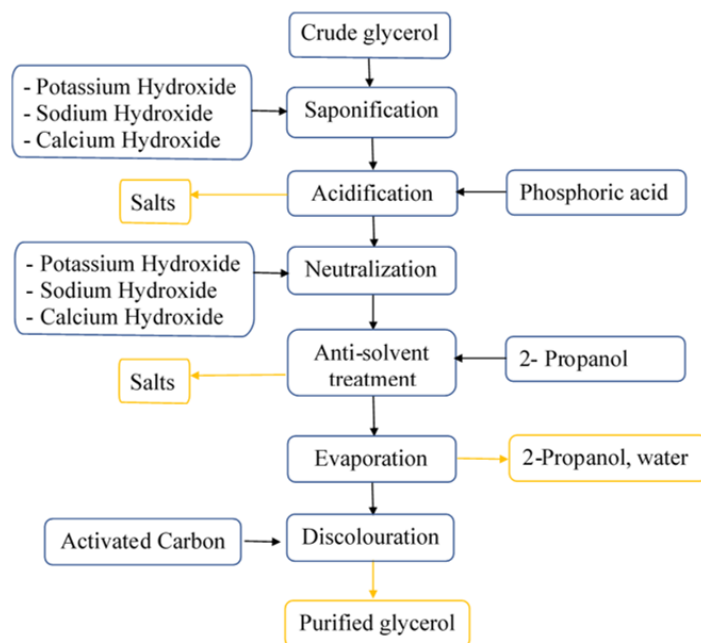 Crude glycerol
- Potassium Hydroxide
- Sodium Hydroxide
- Calcium Hydroxide
Saponification
Salts
Acidification
Phosphoric acid
- Potassium Hydroxide
- Sodium Hydroxide
- Calcium Hydroxide
Neutralization
Anti-solvent
treatment
2- Propanol
Salts
Evaporation
2-Propanol, water
Activated Carbon
Discolouration
Purified glycerol